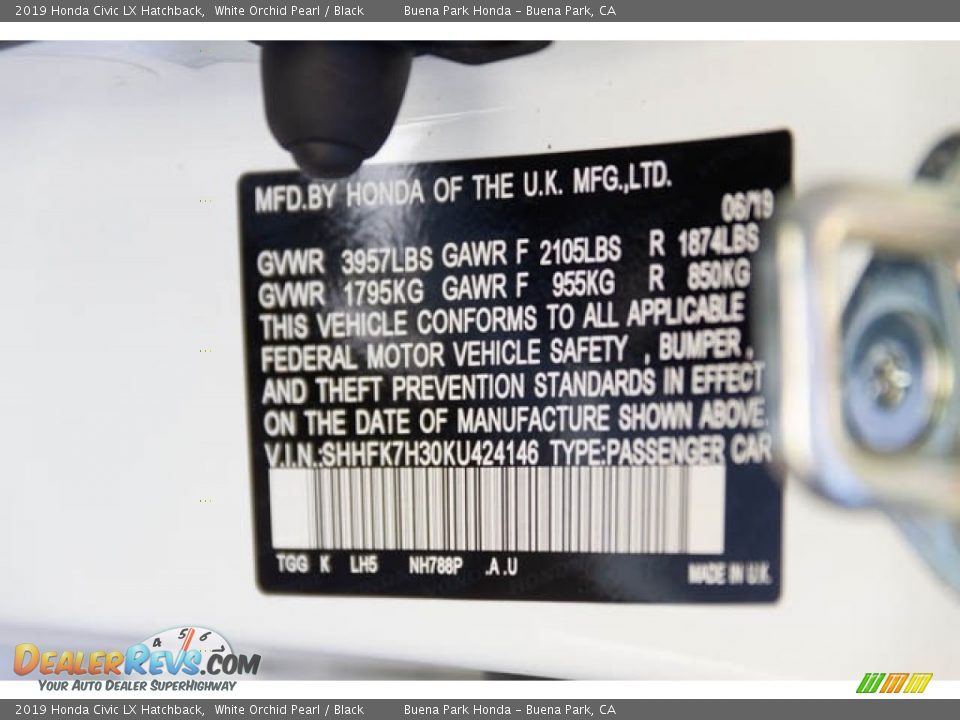 2019 Honda Civic LX Hatchback, White Orchid Pearl / Black Buena Park Honda – Buena Park, CA
MFD.BY HONDA OF THE U.K. MFG.,LTD.
06/19
GVWR 3957LBS GAWR F 2105LBS R 1874LBS
GVWR 1795KG GAWR F 955KG R 850KG
THIS VEHICLE CONFORMS TO ALL APPLICABLE
FEDERAL MOTOR VEHICLE SAFETY , BUMPER ,
AND THEFT PREVENTION STANDARDS IN EFFECT
ON THE DATE OF MANUFACTURE SHOWN ABOVE.
V.I.N.:SHHFK7H30KU424146 TYPE:PASSENGER CAR
TGG K LH5 NH788P .A .U
MADE IN U.K.
4 5 6 7
DEALERREVS.COM
YOUR AUTO DEALER SUPERHIGHWAY
2019 Honda Civic LX Hatchback, White Orchid Pearl / Black Buena Park Honda – Buena Park, CA